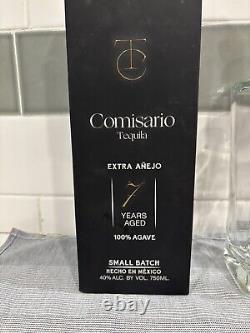 TC
Comisario
Tequila
EXTRA AÑEJO
7
YEARS
AGED
100% AGAVE
SMALL BATCH
HECHO EN MÉXICO
40% ALC. BY VOL. 750ML.